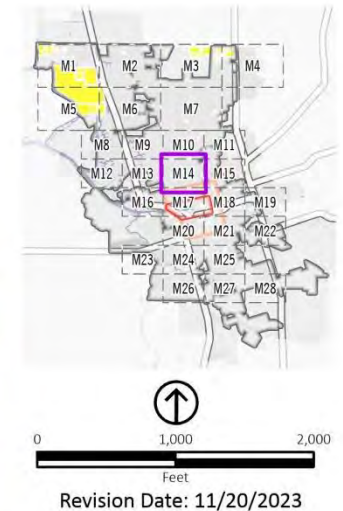 M1 M2 M3 M4
M5 M6 M7
M8 M9 M10 M11
M12 M13 M14 M15
M16 M17 M18 M19
M20 M21 M22
M23 M24 M25
M26 M27 M28
0 1,000 2,000
Feet
Revision Date: 11/20/2023